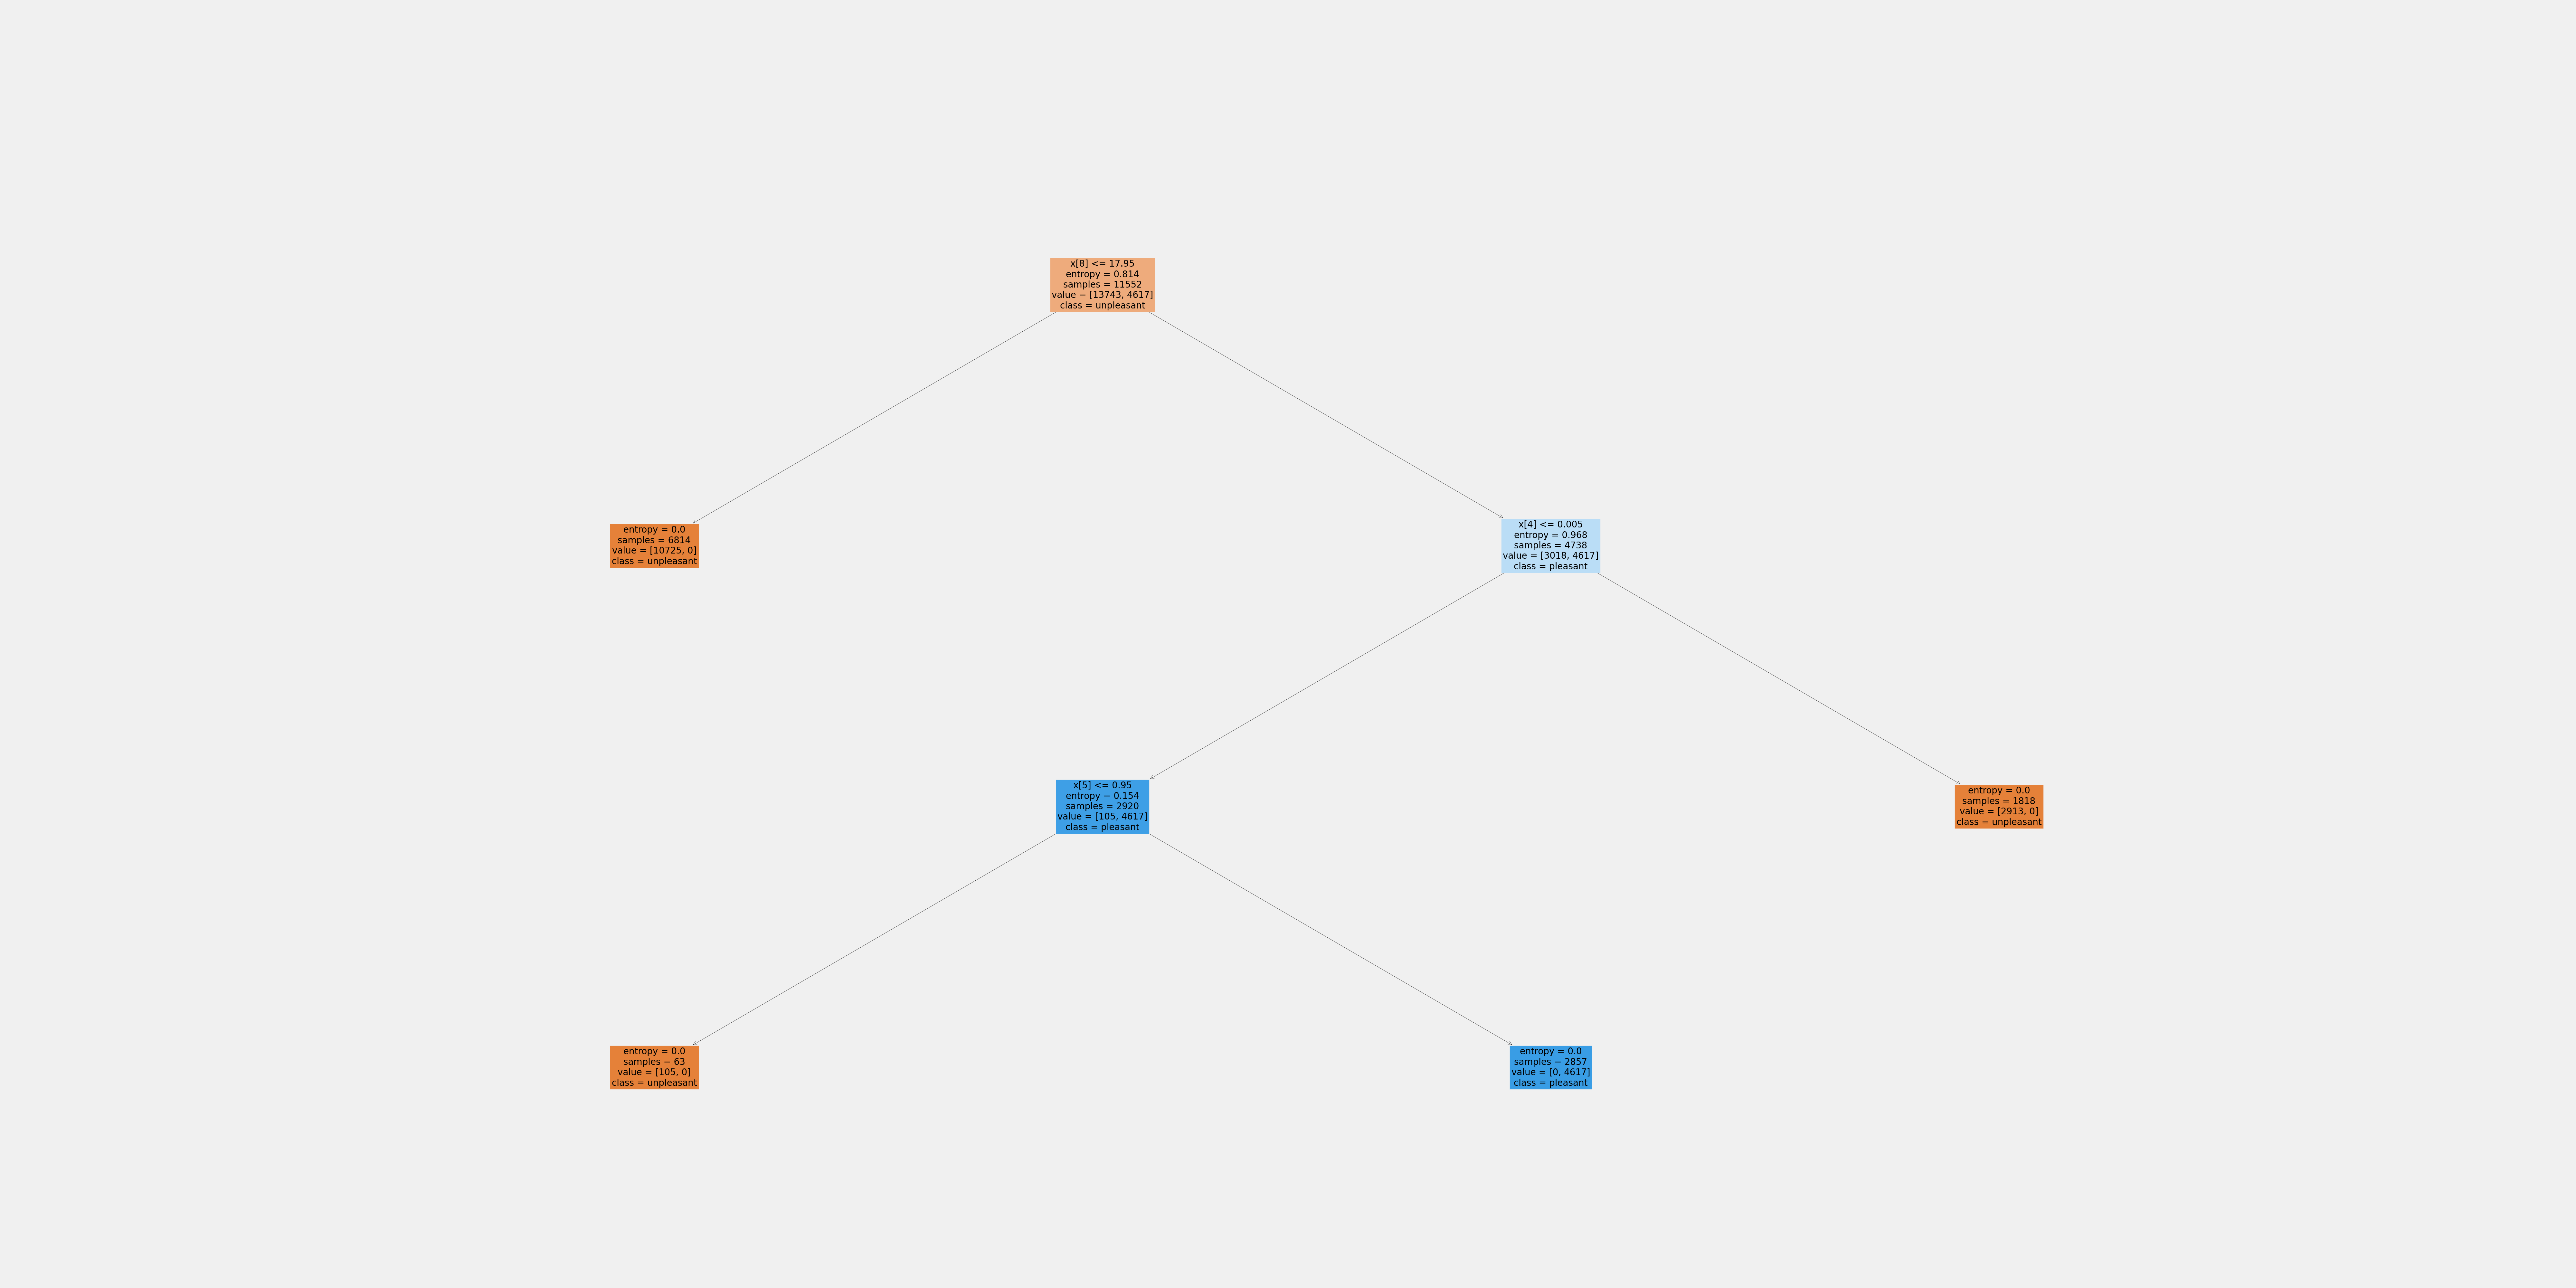 x[8] <= 17.95
entropy = 0.814
samples = 11552
value = [13743, 4617]
class = unpleasant
entropy = 0.0
samples = 6814
value = [10725, 0]
class = unpleasant
x[4] <= 0.005
entropy = 0.968
samples = 4738
value = [3018, 4617]
class = pleasant
x[5] <= 0.95
entropy = 0.154
samples = 2920
value = [105, 4617]
class = pleasant
entropy = 0.0
samples = 1818
value = [2913, 0]
class = unpleasant
entropy = 0.0
samples = 63
value = [105, 0]
class = unpleasant
entropy = 0.0
samples = 2857
value = [0, 4617]
class = pleasant